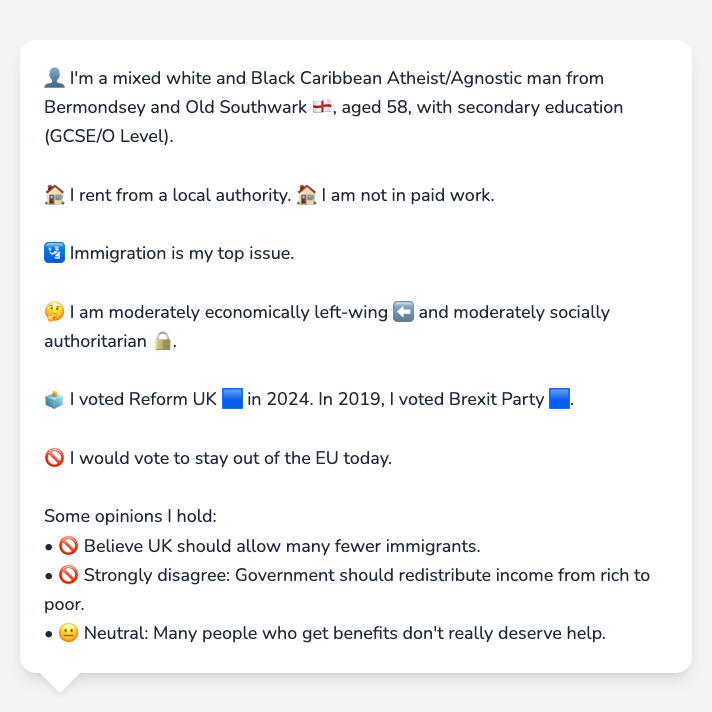 👤 I'm a mixed white and Black Caribbean Atheist/Agnostic man from
Bermondsey and Old Southwark 🏴󠁧󠁢󠁥󠁮󠁧󠁿, aged 58, with secondary education
(GCSE/O Level).
🏠 I rent from a local authority. 🏠 I am not in paid work.
🛂 Immigration is my top issue.
🤔 I am moderately economically left-wing ⬅️ and moderately socially
authoritarian 🔒.
🗳️ I voted Reform UK 🟦 in 2024. In 2019, I voted Brexit Party 🟦.
🚫 I would vote to stay out of the EU today.
Some opinions I hold:
• 🚫 Believe UK should allow many fewer immigrants.
• 🚫 Strongly disagree: Government should redistribute income from rich to
poor.
• 😐 Neutral: Many people who get benefits don't really deserve help.